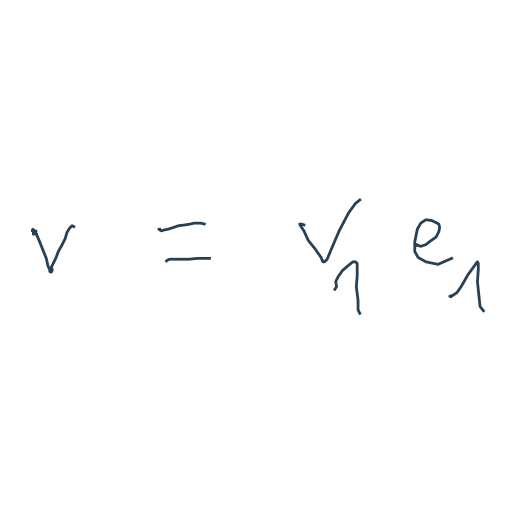 v = v₁ e₁